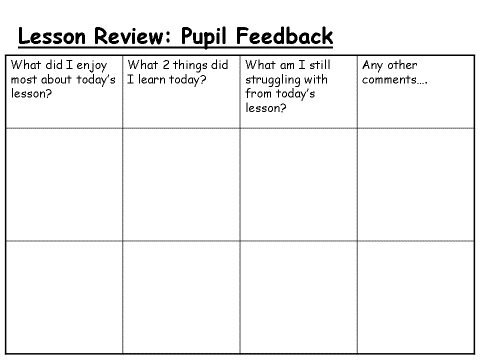 Lesson Review: Pupil Feedback
What did I enjoy
most about today's
lesson?
What 2 things did
I learn today?
What am I still
struggling with
from today's
lesson?
Any other
comments….